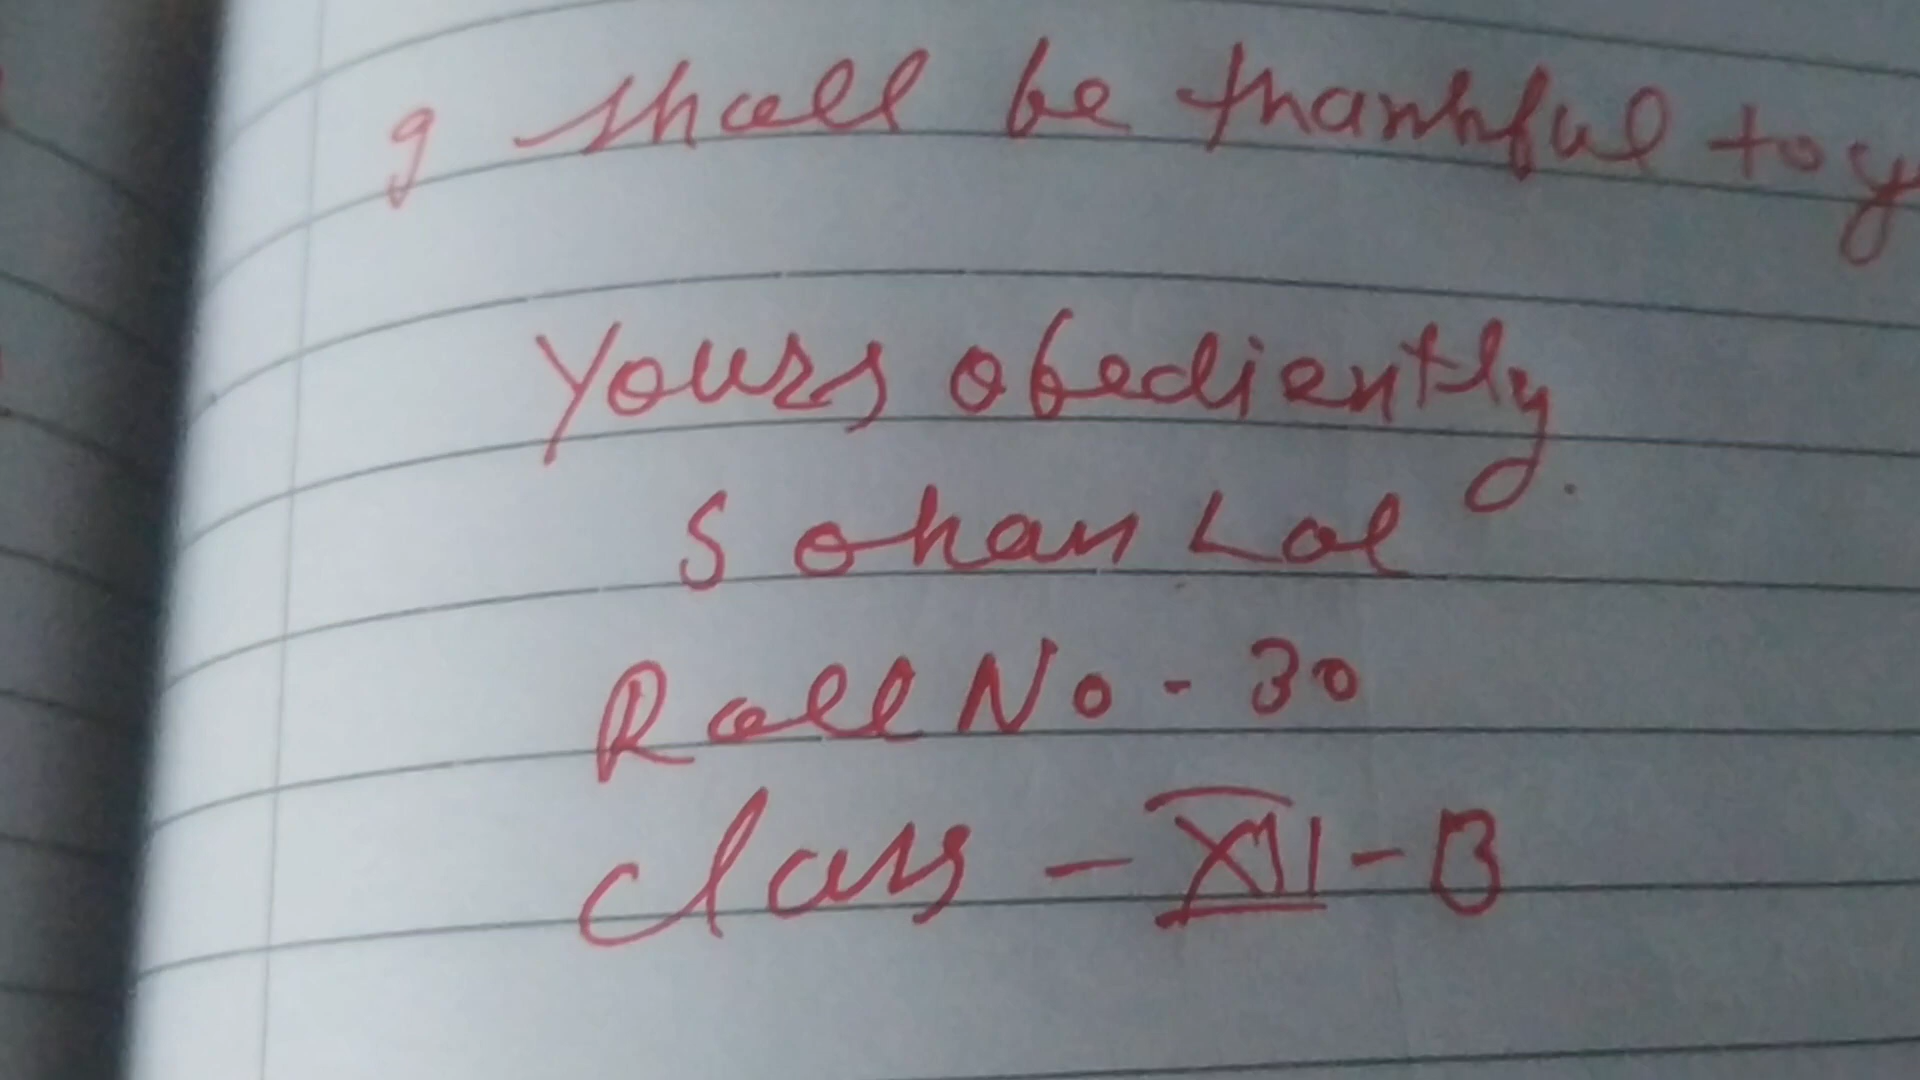 I shall be thankful to y
Yours obediently.
Sohan Lal
Roll No - 30
Class - XII - B